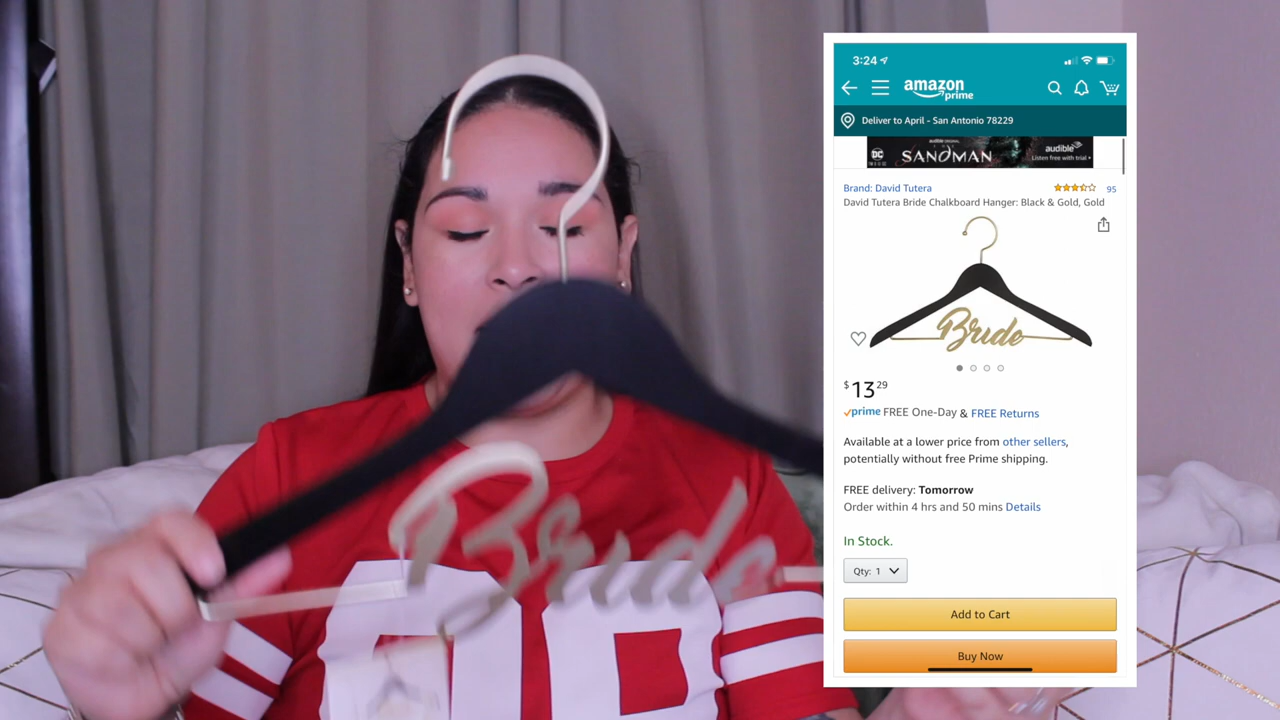 Bride
3:24
amazon
prime
Deliver to April - San Antonio 78229
DC
SANDMAN
audible
Listen free with trial
Brand: David Tutera
95
David Tutera Bride Chalkboard Hanger: Black & Gold, Gold
Bride
$13 29
prime FREE One-Day & FREE Returns
Available at a lower price from other sellers,
potentially without free Prime shipping.
FREE delivery: Tomorrow
Order within 4 hrs and 50 mins Details
In Stock.
Qty: 1
Add to Cart
Buy Now